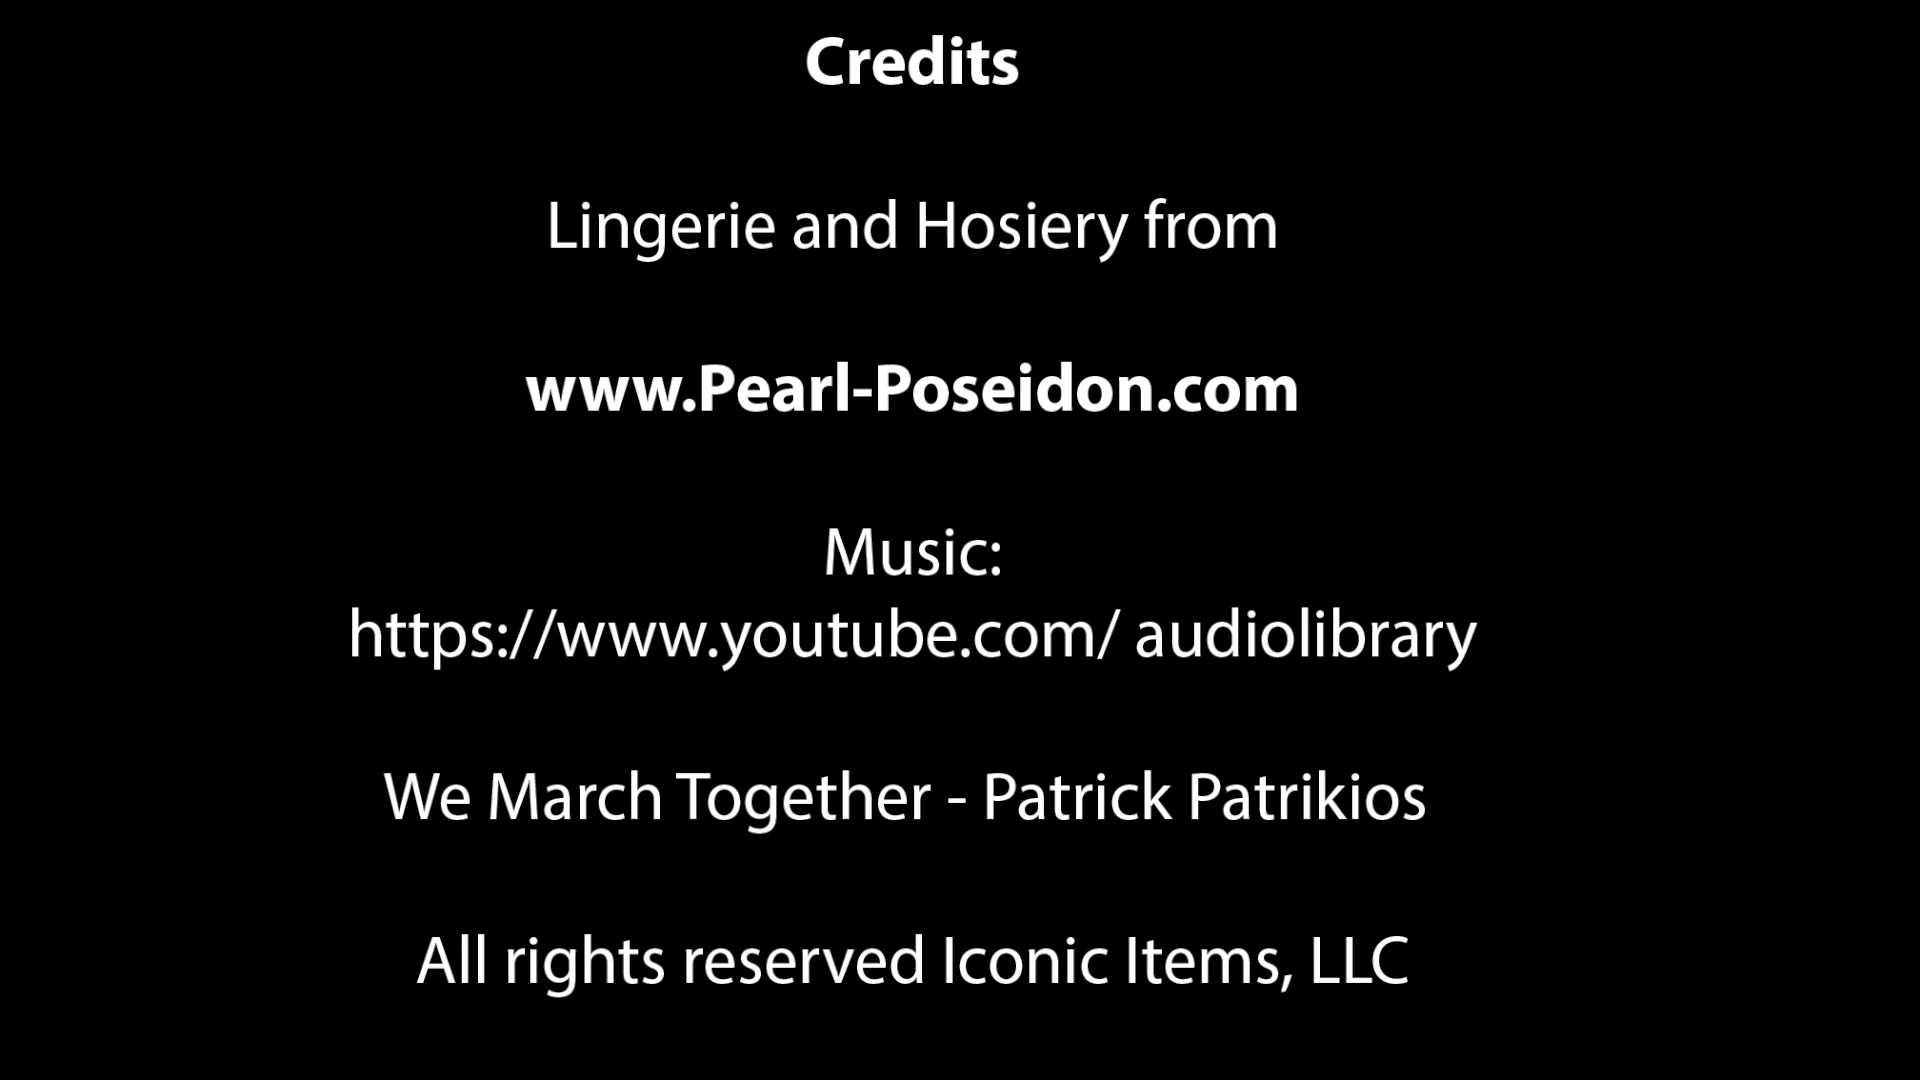 Credits
Lingerie and Hosiery from
www.Pearl-Poseidon.com
Music:
https://www.youtube.com/ audiolibrary
We March Together - Patrick Patrikios
All rights reserved Iconic Items, LLC